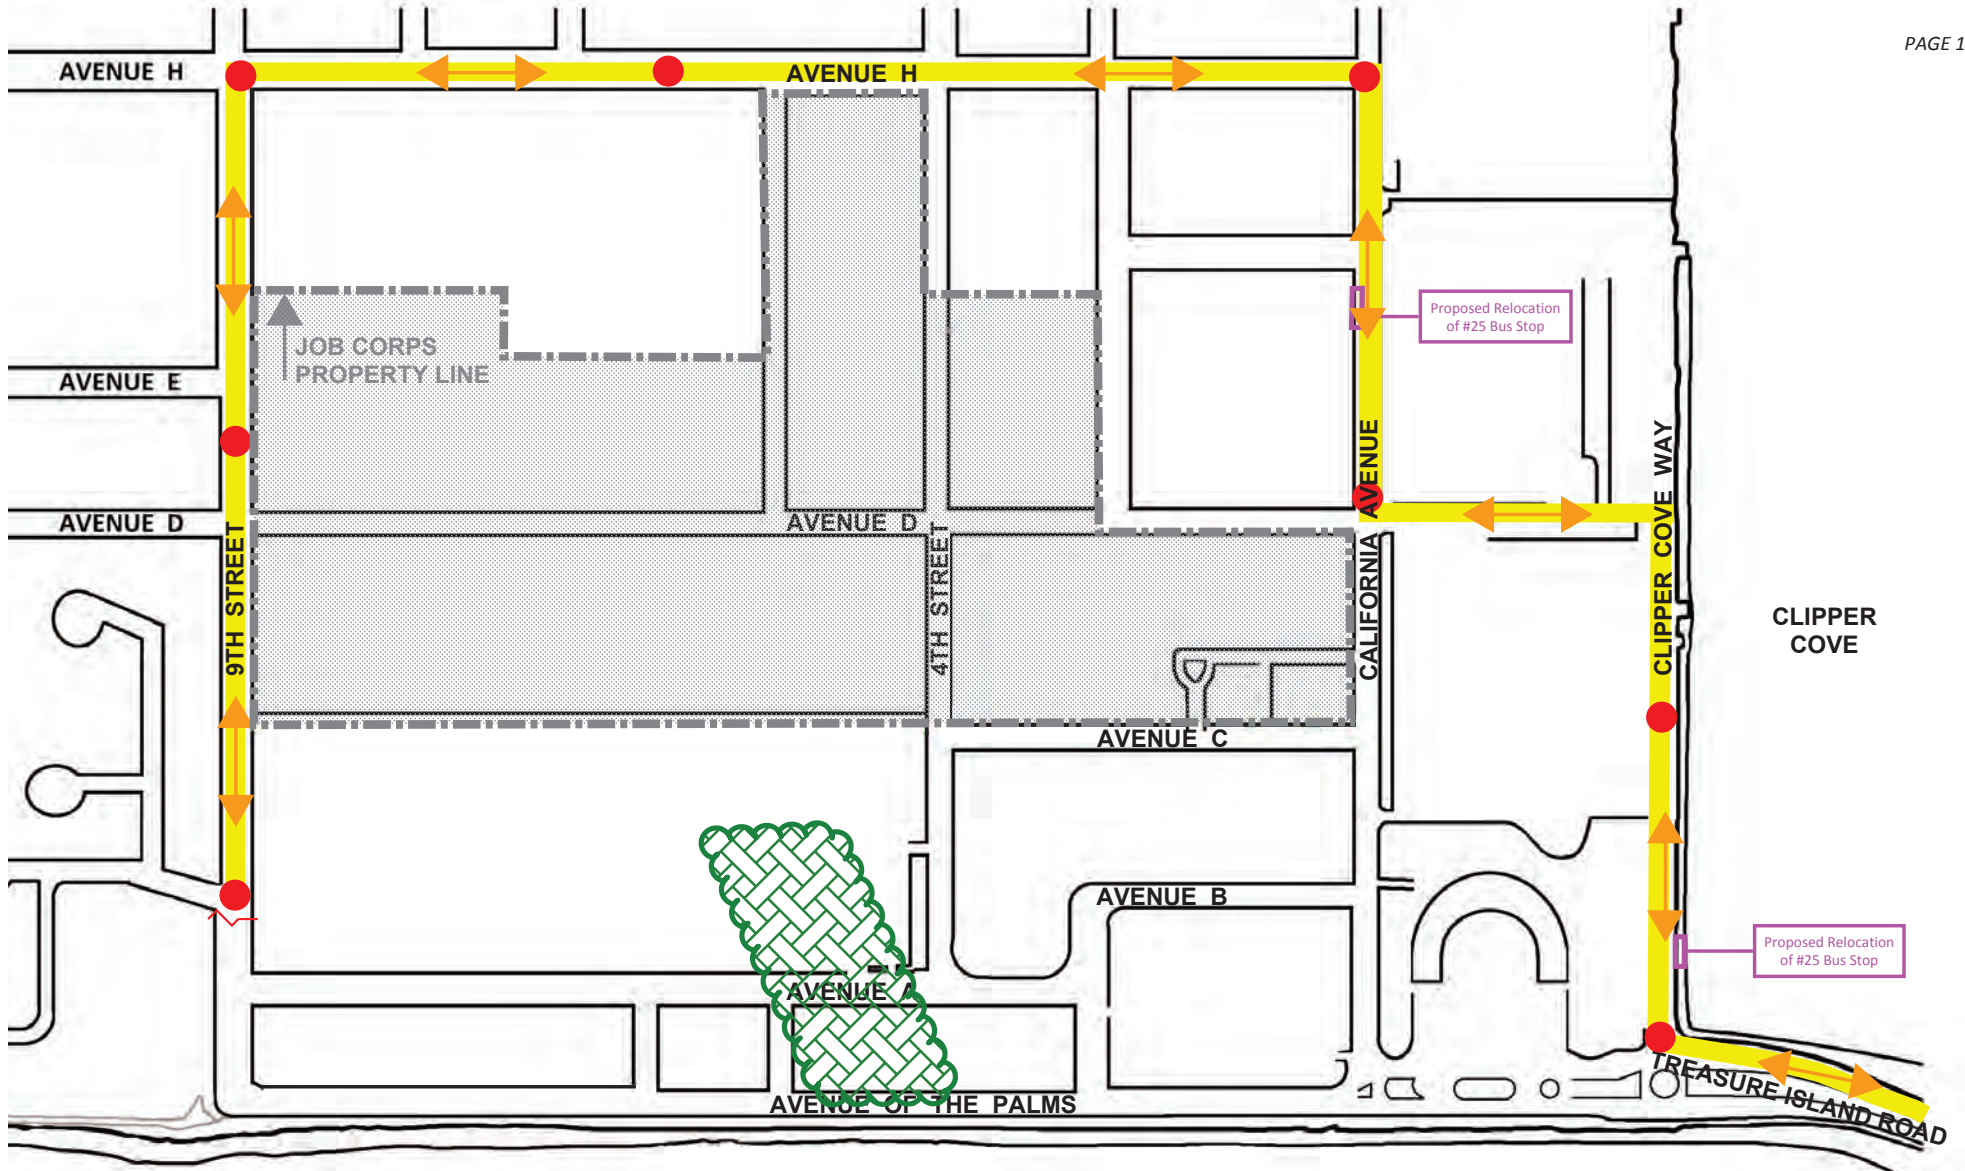 PAGE 1
AVENUE H
AVENUE H
Proposed Relocation
of #25 Bus Stop
JOB CORPS
PROPERTY LINE
AVENUE E
AVENUE D
AVENUE D
9TH STREET
4TH STREET
CALIFORNIA AVENUE
CLIPPER COVE WAY
CLIPPER
COVE
AVENUE C
AVENUE B
Proposed Relocation
of #25 Bus Stop
AVENUE A
AVENUE OF THE PALMS
TREASURE ISLAND ROAD